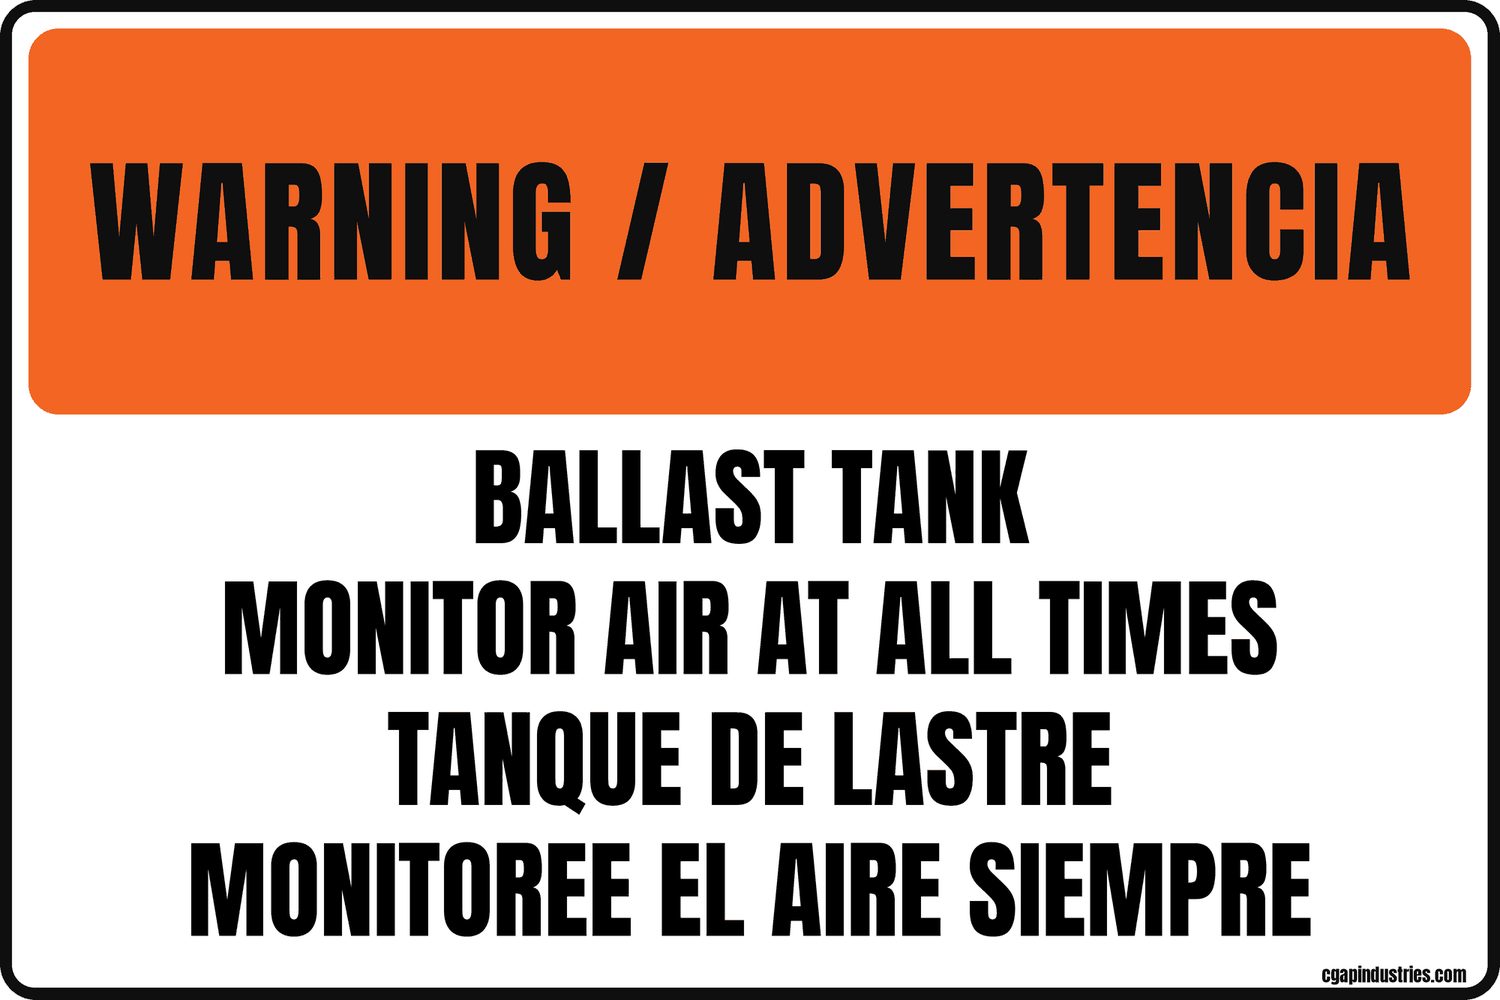 WARNING / ADVERTENCIA
BALLAST TANK
MONITOR AIR AT ALL TIMES
TANQUE DE LASTRE
MONITOREE EL AIRE SIEMPRE
cgapindustries.com